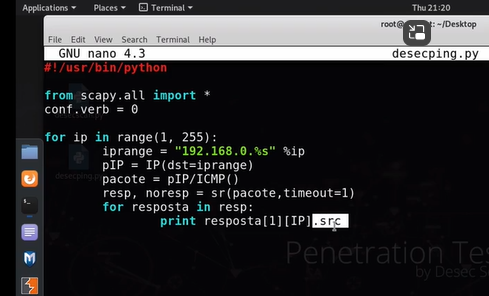 Applications Places Terminal Thu 21:20
root@ : ~/Desktop
File Edit View Search Terminal Help
GNU nano 4.3 desecping.py
#!/usr/bin/python
from scapy.all import *
conf.verb = 0
for ip in range(1, 255):
iprange = "192.168.0.%s" %ip
pIP = IP(dst=iprange)
pacote = pIP/ICMP()
resp, noresp = sr(pacote,timeout=1)
for resposta in resp:
print resposta[1][IP].src
desecping.py
Penetration Te
by Desec S